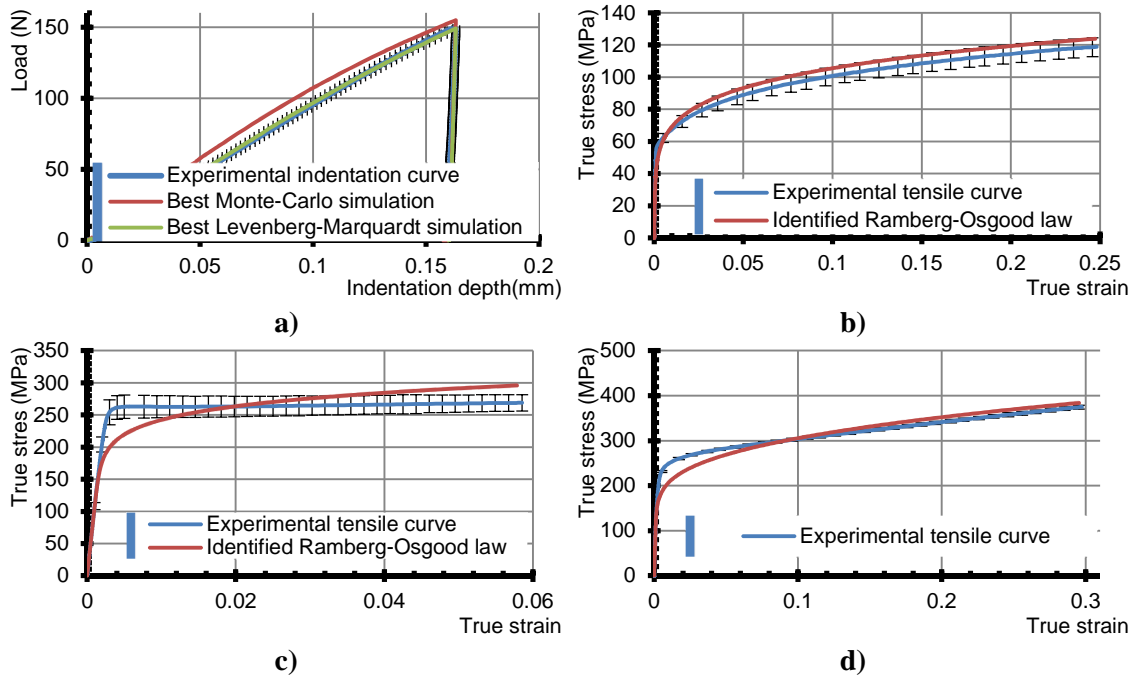 Load (N)
150
100
50
0
Experimental indentation curve
Best Monte-Carlo simulation
Best Levenberg-Marquardt simulation
0 0.05 0.1 0.15 0.2
Indentation depth(mm)
a)
True stress (MPa)
140
120
100
80
60
40
20
0
Experimental tensile curve
Identified Ramberg-Osgood law
0 0.05 0.1 0.15 0.2 0.25
True strain
b)
True stres (MPa)
350
300
250
200
150
100
50
0
Experimental tensile curve
Identified Ramberg-Osgood law
0 0.02 0.04 0.06
True strain
c)
True stress (MPa)
500
400
300
200
100
0
Experimental tensile curve
0 0.1 0.2 0.3
True strain
d)